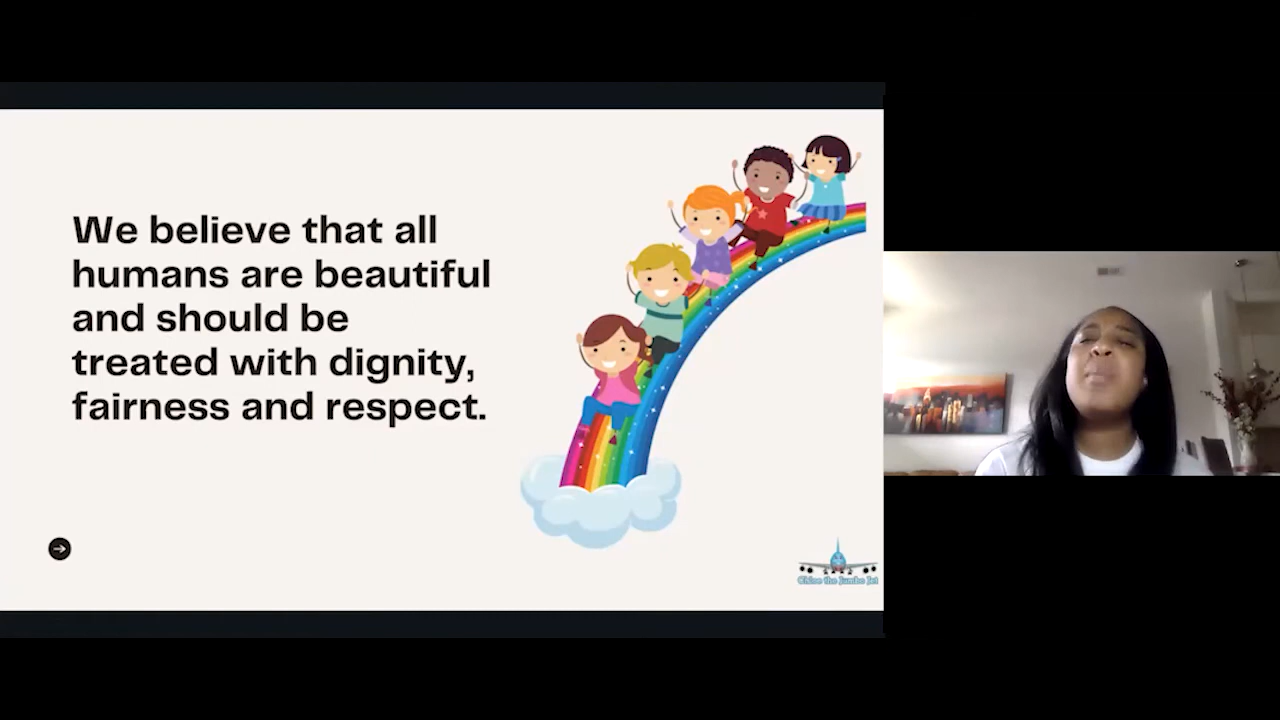 We believe that all
humans are beautiful
and should be
treated with dignity,
fairness and respect.